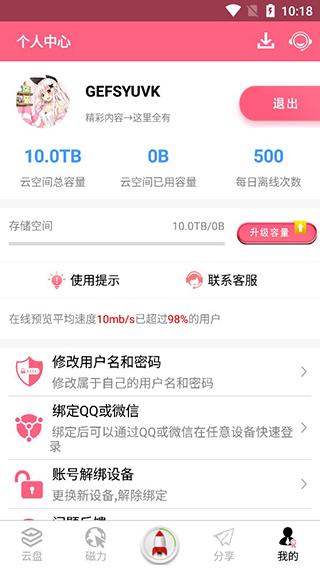 10:18
个人中心
GEFSYUVK
精彩内容→这里全有
退出
10.0TB 0B 500
云空间总容量 云空间已用容量 每日离线次数
存储空间 10.0TB/0B
升级容量
使用提示 联系客服
在线预览平均速度10mb/s已超过98%的用户
修改用户名和密码
修改属于自己的用户名和密码
绑定QQ或微信
绑定后可以通过QQ或微信在任意设备快速登
录
账号解绑设备
更换新设备,解除绑定
问题反馈
云盘 磁力 分享 我的